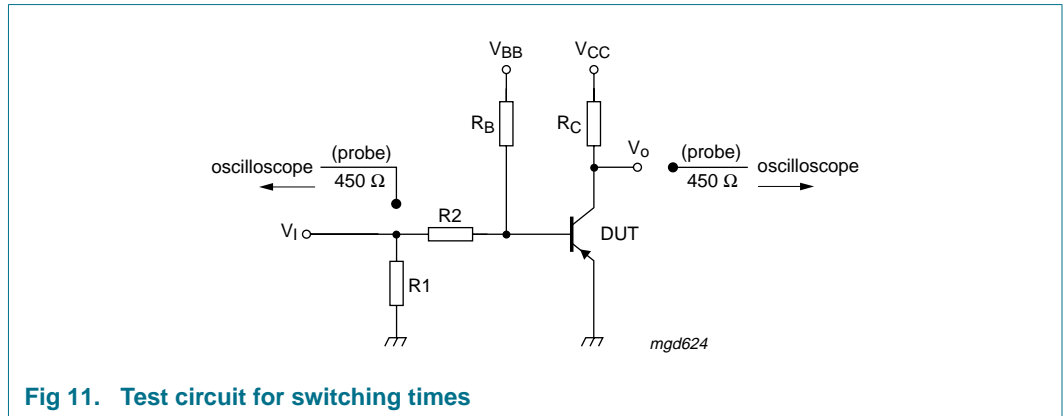 V_BB
V_CC
R_B
R_C
V_o
(probe)
oscilloscope
450 Ω
(probe)
oscilloscope
450 Ω
R2
V_I
DUT
R1
mgd624
Fig 11. Test circuit for switching times